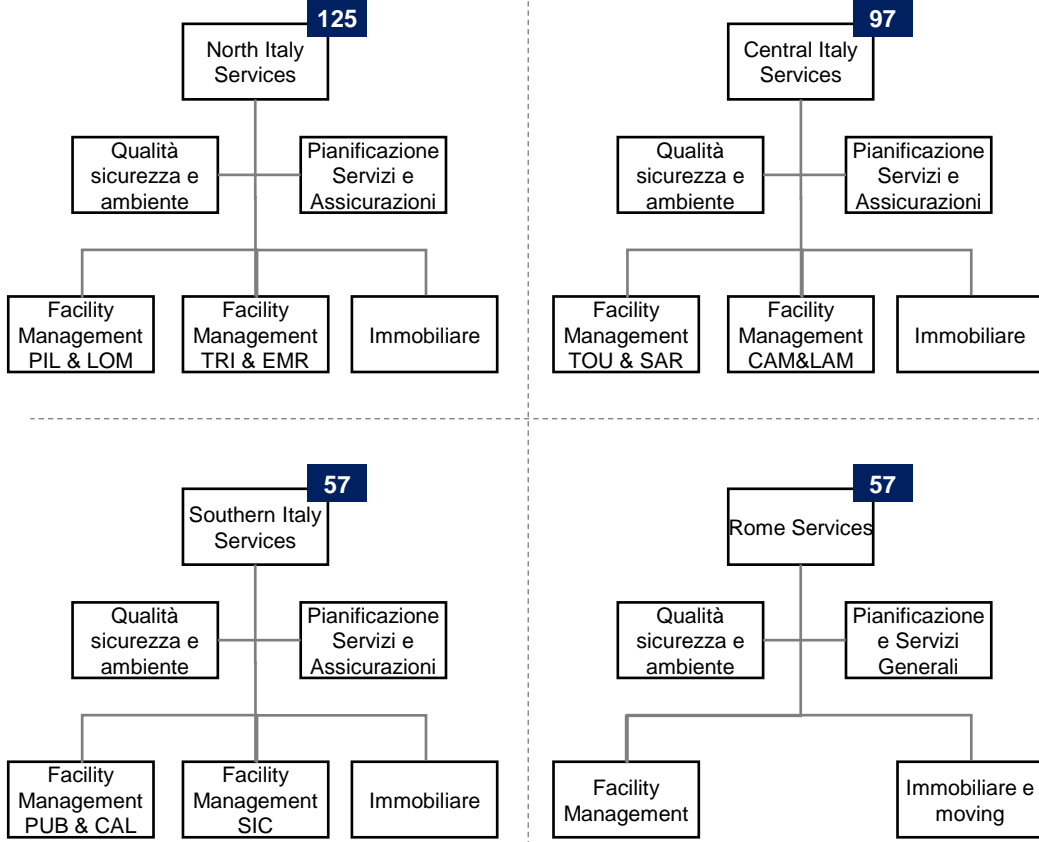 125
North Italy
Services
Qualità
sicurezza e
ambiente
Pianificazione
Servizi e
Assicurazioni
Facility
Management
PIL & LOM
Facility
Management
TRI & EMR
Immobiliare
97
Central Italy
Services
Qualità
sicurezza e
ambiente
Pianificazione
Servizi e
Assicurazioni
Facility
Management
TOU & SAR
Facility
Management
CAM&LAM
Immobiliare
57
Southern Italy
Services
Qualità
sicurezza e
ambiente
Pianificazione
Servizi e
Assicurazioni
Facility
Management
PUB & CAL
Facility
Management
SIC
Immobiliare
57
Rome Services
Qualità
sicurezza e
ambiente
Pianificazione
e Servizi
Generali
Facility
Management
Immobiliare e
moving